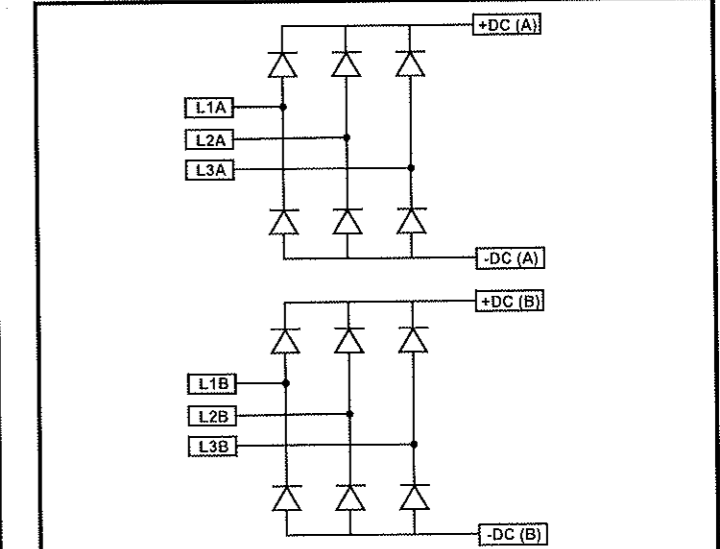 +DC (A)
L1A
L2A
L3A
-DC (A)
+DC (B)
L1B
L2B
L3B
-DC (B)